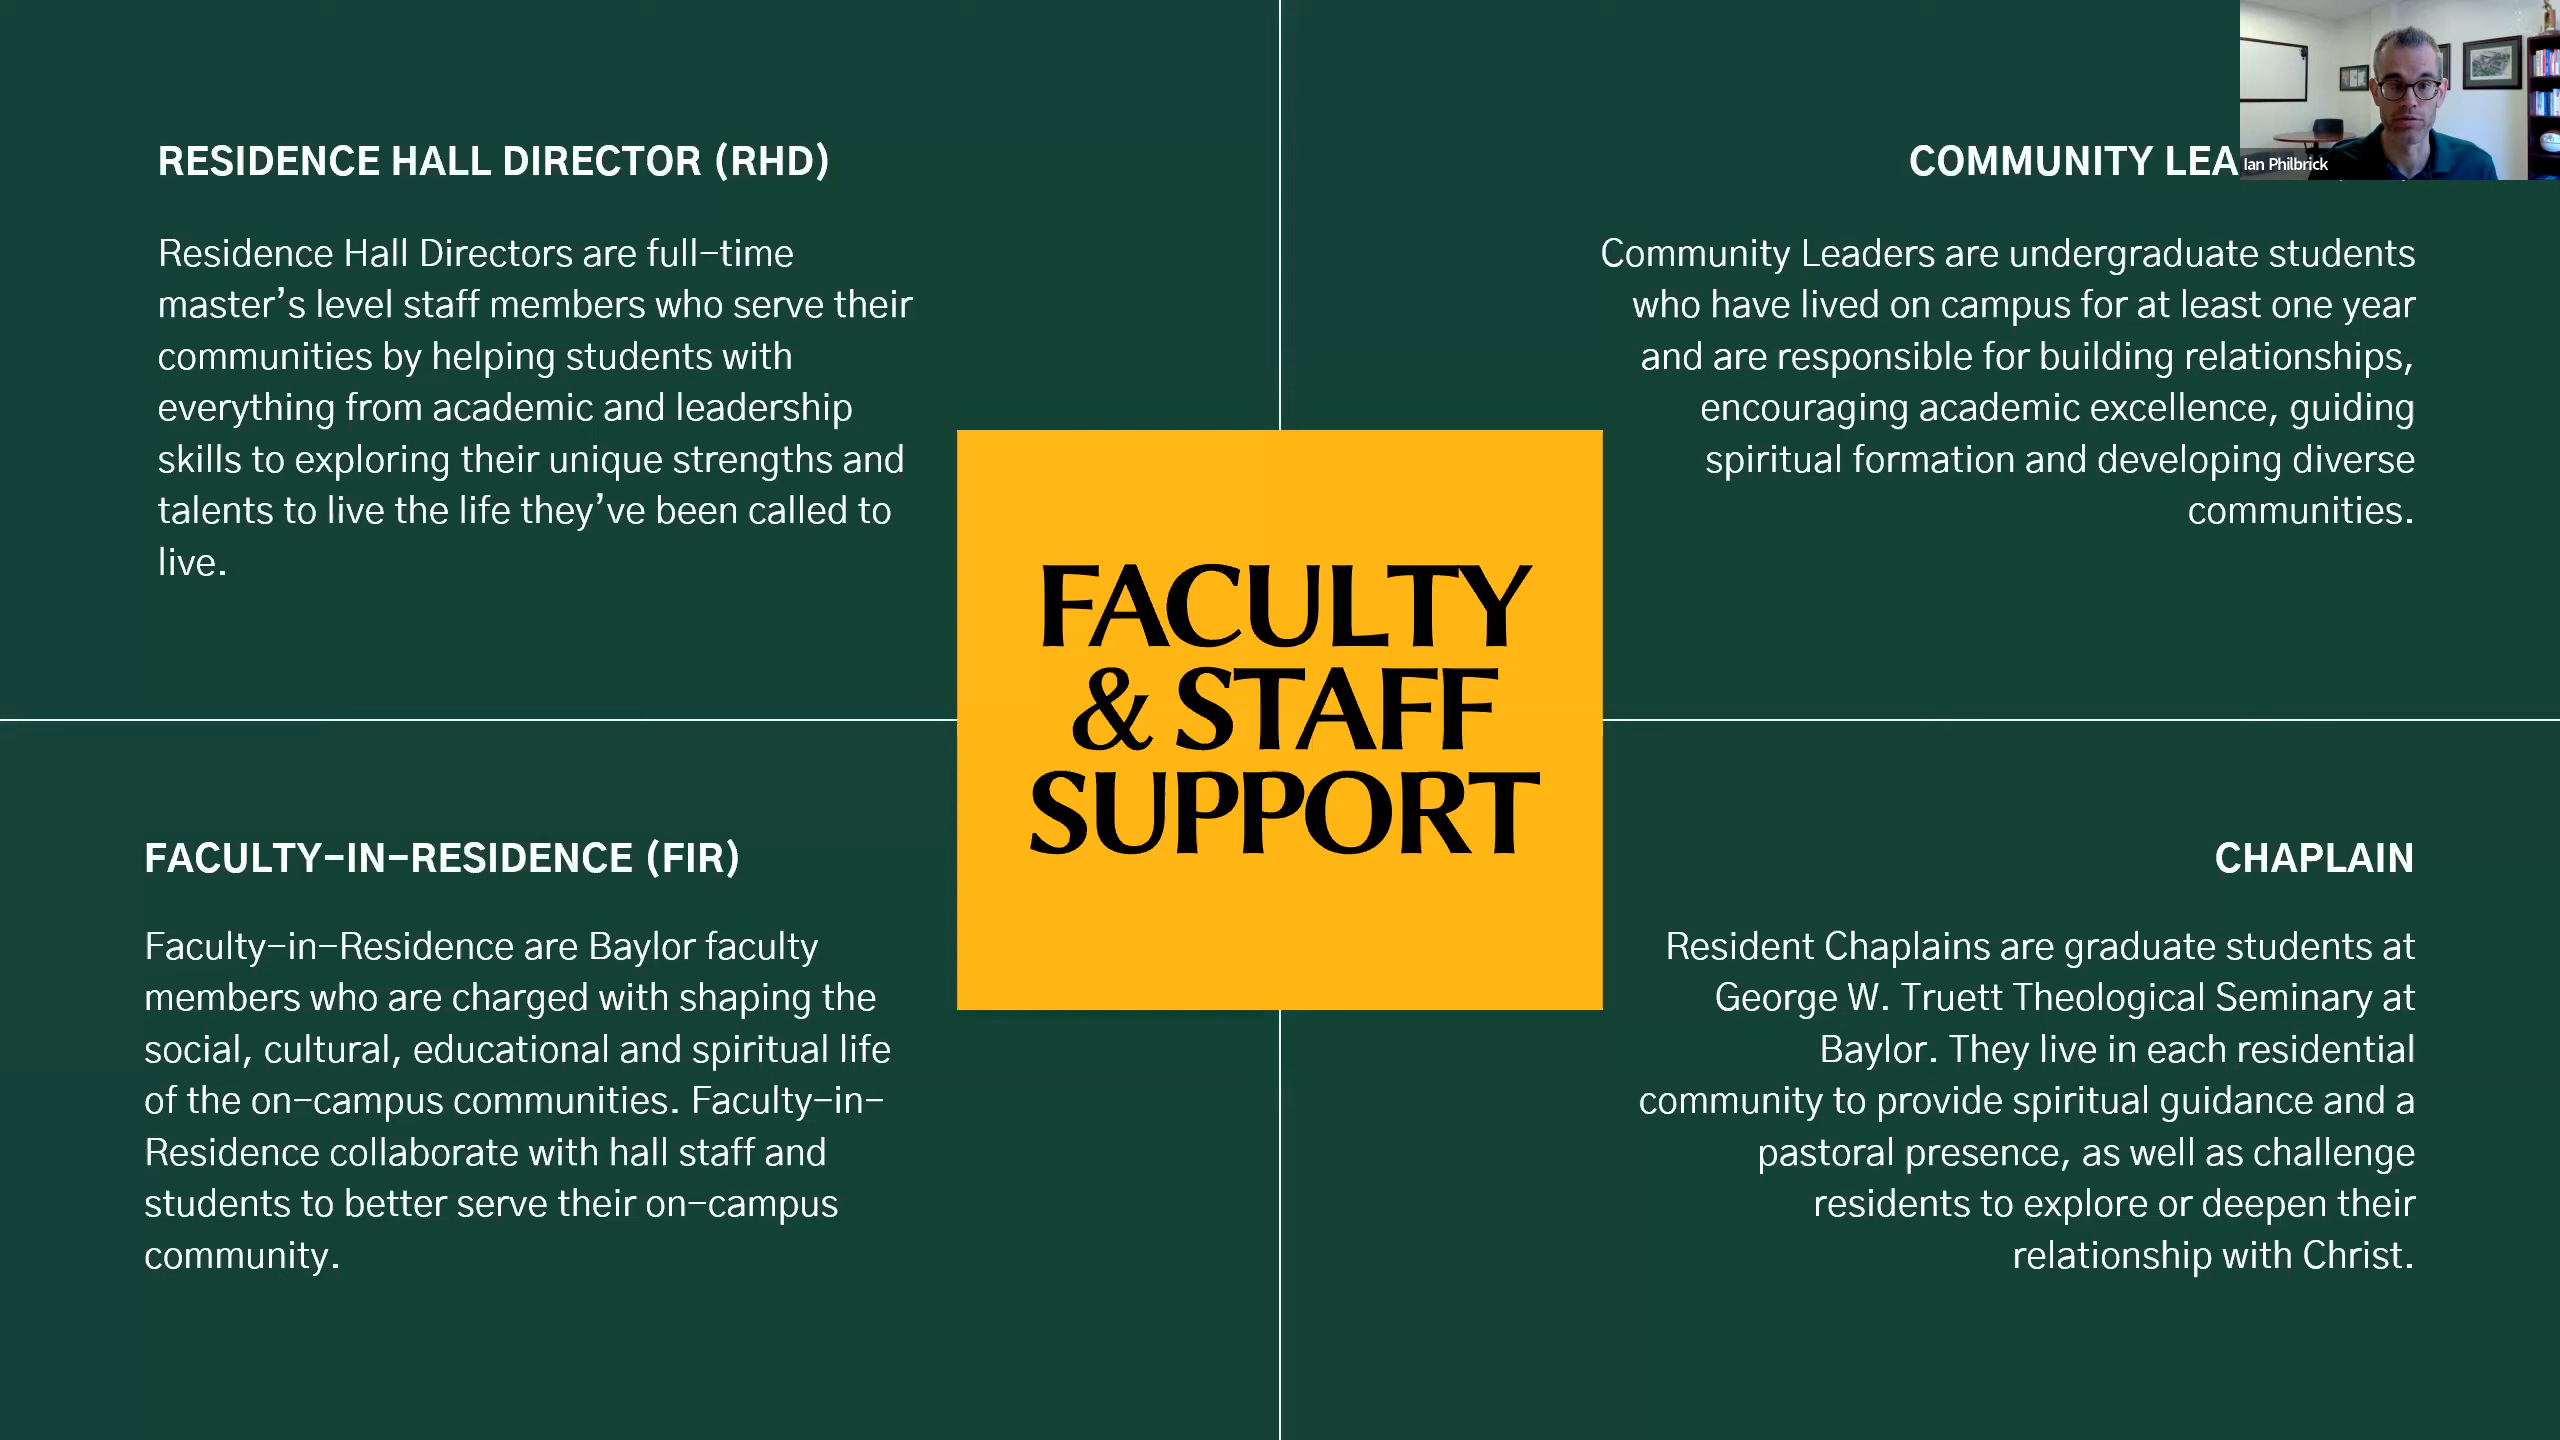 RESIDENCE HALL DIRECTOR (RHD)
Residence Hall Directors are full-time
master's level staff members who serve their
communities by helping students with
everything from academic and leadership
skills to exploring their unique strengths and
talents to live the life they've been called to
live.
COMMUNITY LEA
Ian Philbrick
Community Leaders are undergraduate students
who have lived on campus for at least one year
and are responsible for building relationships,
encouraging academic excellence, guiding
spiritual formation and developing diverse
communities.
FACULTY
& STAFF
SUPPORT
FACULTY-IN-RESIDENCE (FIR)
Faculty-in-Residence are Baylor faculty
members who are charged with shaping the
social, cultural, educational and spiritual life
of the on-campus communities. Faculty-in-
Residence collaborate with hall staff and
students to better serve their on-campus
community.
CHAPLAIN
Resident Chaplains are graduate students at
George W. Truett Theological Seminary at
Baylor. They live in each residential
community to provide spiritual guidance and a
pastoral presence, as well as challenge
residents to explore or deepen their
relationship with Christ.